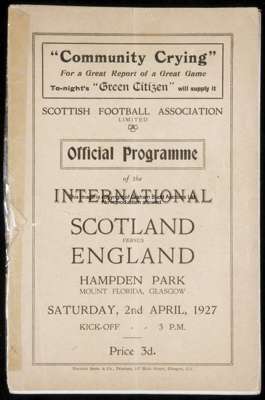 "Community Crying"
For a Great Report of a Great Game
To-night's "Green Citizen" will supply it
SCOTTISH FOOTBALL ASSOCIATION
LIMITED
Official Programme
of the
INTERNATIONAL
SCOTLAND
VERSUS
ENGLAND
HAMPDEN PARK
MOUNT FLORIDA, GLASGOW
SATURDAY, 2nd APRIL, 1927
KICK-OFF - - 3 P.M.
Price 3d.